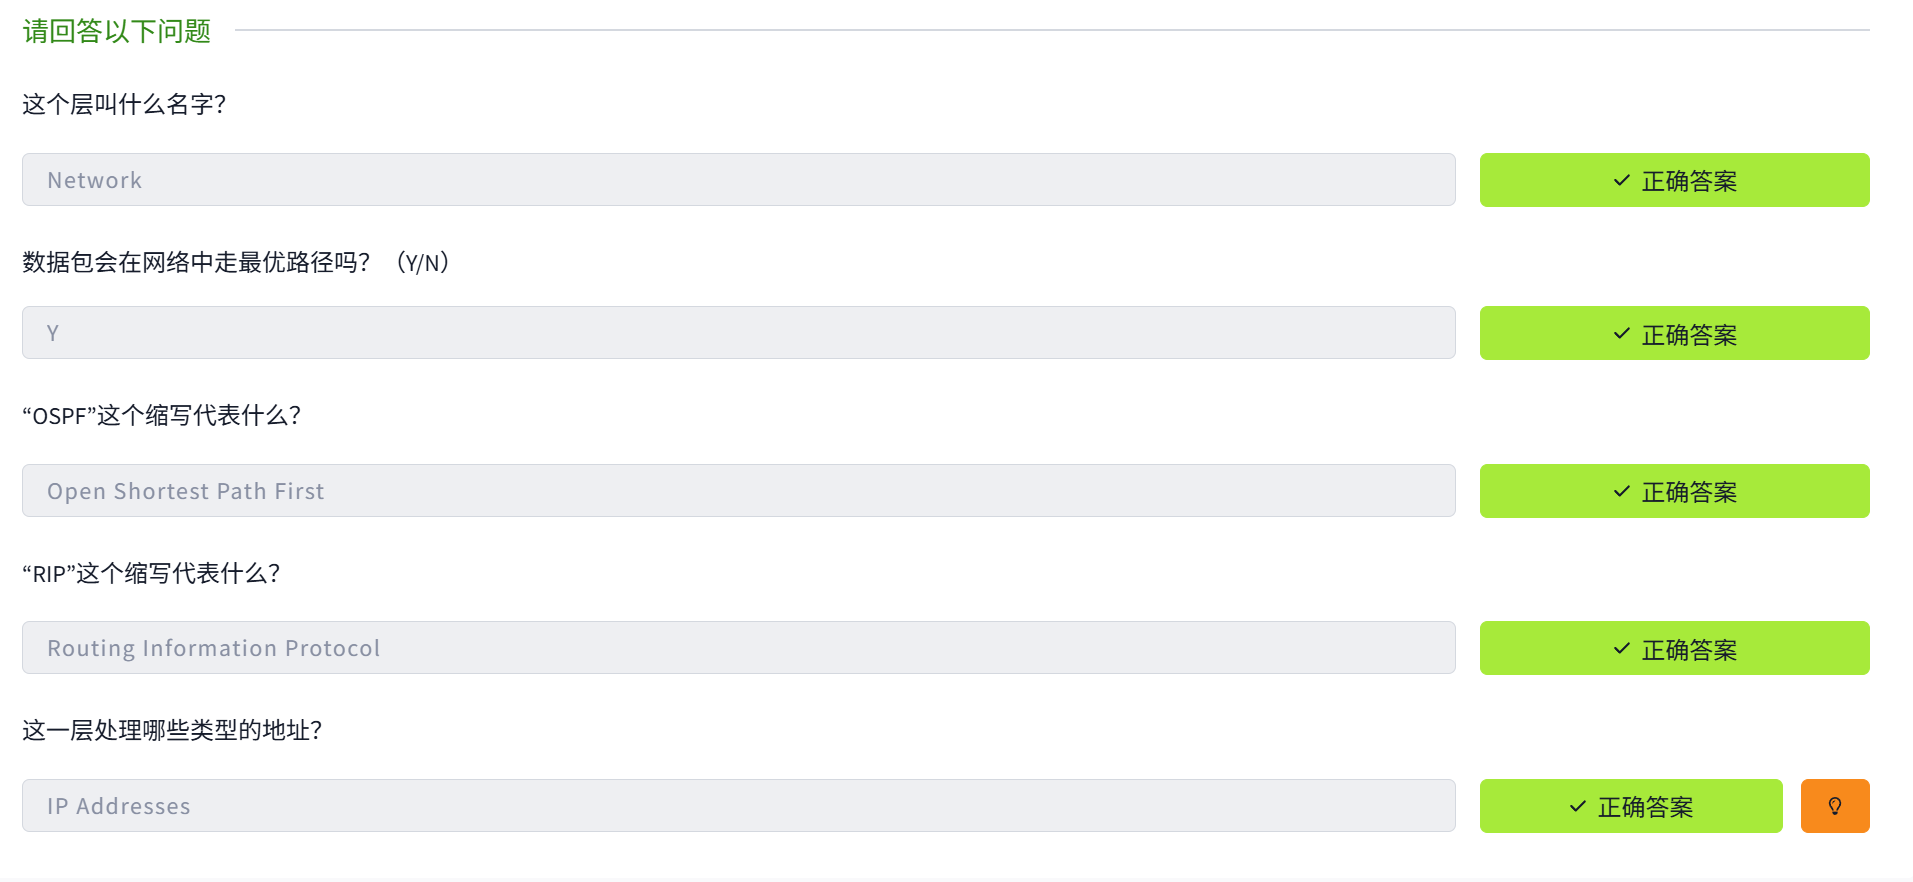 请回答以下问题
这个层叫什么名字？
Network
✓ 正确答案
数据包会在网络中走最优路径吗？（Y/N）
Y
✓ 正确答案
“OSPF”这个缩写代表什么？
Open Shortest Path First
✓ 正确答案
“RIP”这个缩写代表什么？
Routing Information Protocol
✓ 正确答案
这一层处理哪些类型的地址？
IP Addresses
✓ 正确答案